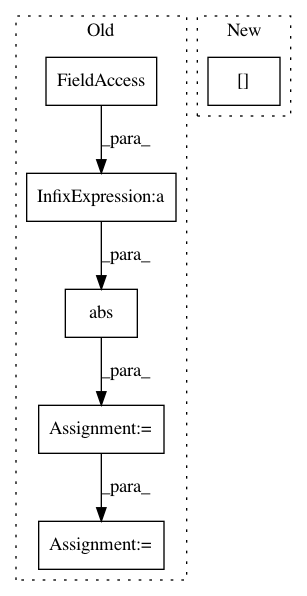 Old
New
FieldAccess
[]
_para_
InfixExpression:a
_para_
abs
_para_
Assignment:=
_para_
Assignment:=